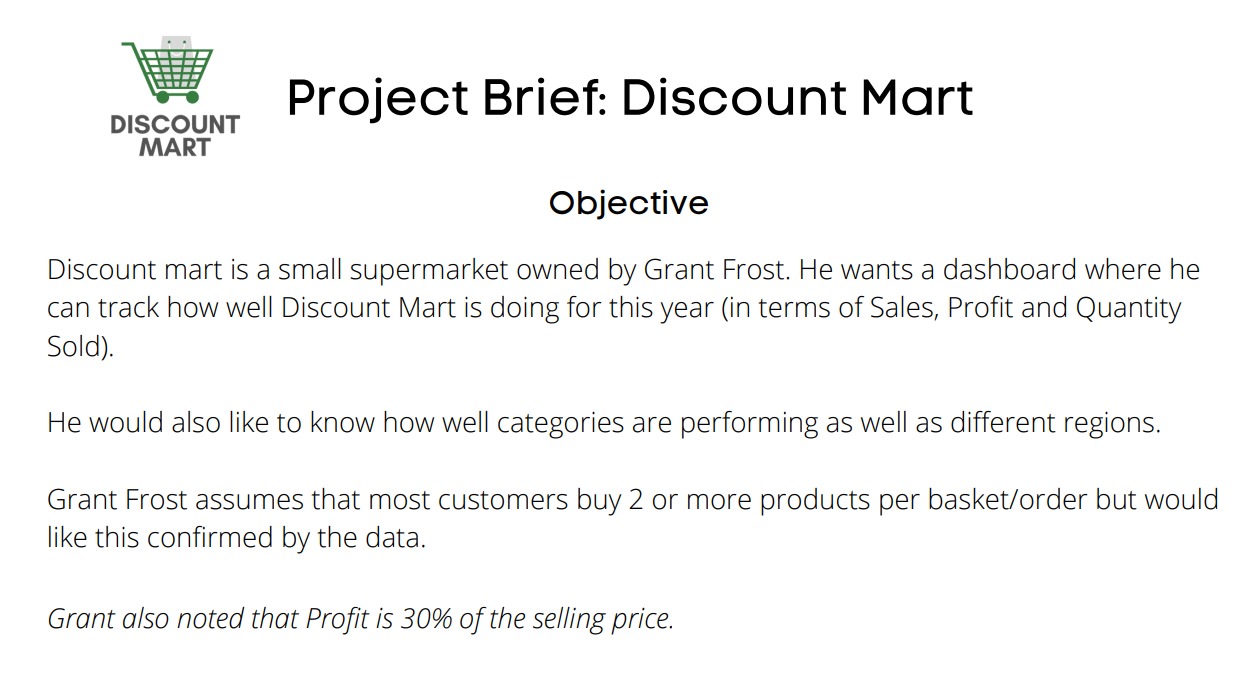 DISCOUNT
MART
Project Brief: Discount Mart
Objective
Discount mart is a small supermarket owned by Grant Frost. He wants a dashboard where he
can track how well Discount Mart is doing for this year (in terms of Sales, Profit and Quantity
Sold).
He would also like to know how well categories are performing as well as different regions.
Grant Frost assumes that most customers buy 2 or more products per basket/order but would
like this confirmed by the data.
Grant also noted that Profit is 30% of the selling price.